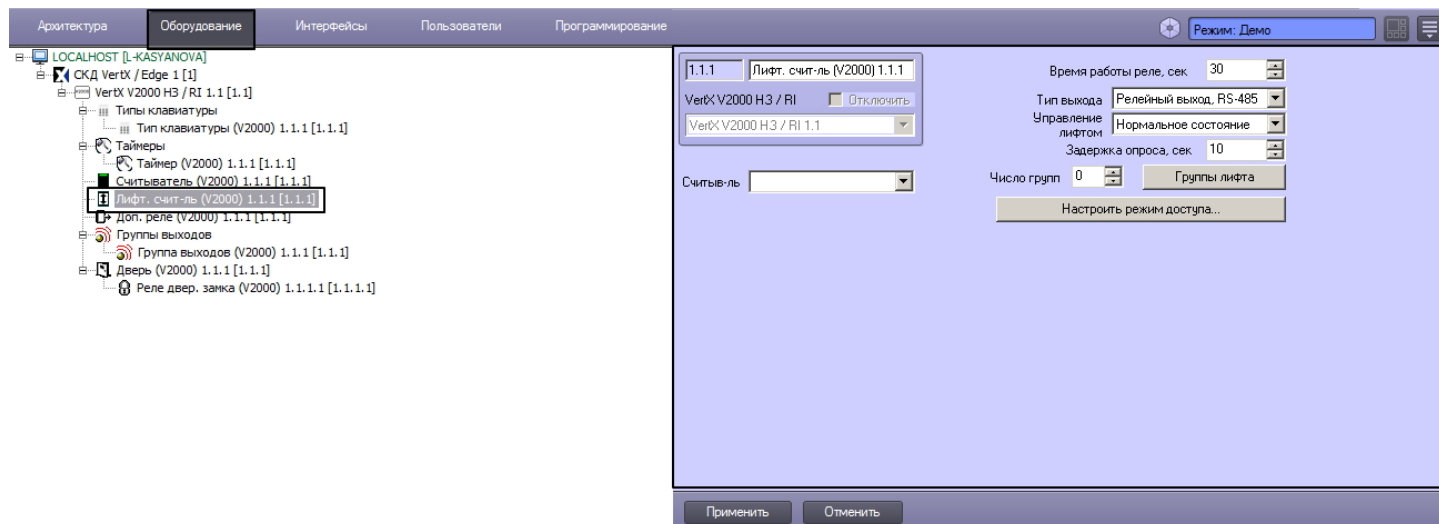 Архитектура Оборудование Интерфейсы Пользователи Программирование Режим: Демо
LOCALHOST [L-KASYANOVA]
СКД VertX / Edge 1 [1]
VertX V2000 H3 / RI 1.1 [1.1]
Типы клавиатуры
Тип клавиатуры (V2000) 1.1.1 [1.1.1]
Таймеры
Таймер (V2000) 1.1.1 [1.1.1]
Считыватель (V2000) 1.1.1 [1.1.1]
Лифт. счит-ль (V2000) 1.1.1 [1.1.1]
Доп. реле (V2000) 1.1.1 [1.1.1]
Группы выходов
Группа выходов (V2000) 1.1.1 [1.1.1]
Дверь (V2000) 1.1.1 [1.1.1]
Реле двер. замка (V2000) 1.1.1.1 [1.1.1.1]
1.1.1 Лифт. счит-ль (V2000) 1.1.1
VertX V2000 H3 / RI Отключить
VertX V2000 H3 / RI 1.1
Считыв-ль
Время работы реле, сек 30
Тип выхода Релейный выход, RS-485
Управление лифтом Нормальное состояние
Задержка опроса, сек 10
Число групп 0 Группы лифта
Настроить режим доступа...
Применить Отменить